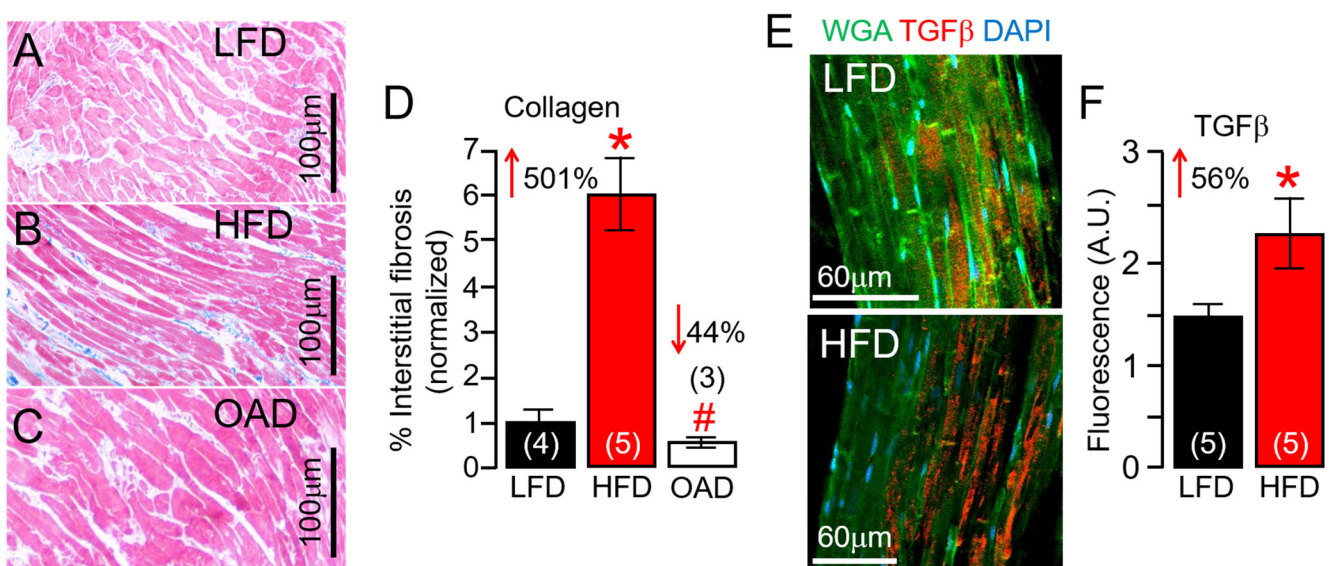 A
LFD
100μm
B
HFD
100μm
C
OAD
100μm
D
Collagen
% Interstitial fibrosis
(normalized)
7
6
5
4
3
2
1
0
501%
*
44%
(3)
#
(4)
(5)
LFD
HFD
OAD
E
WGA TGFβ DAPI
LFD
60μm
HFD
60μm
F
TGFβ
Fluorescence (A.U.)
3
2
1
0
56%
*
(5)
(5)
LFD
HFD